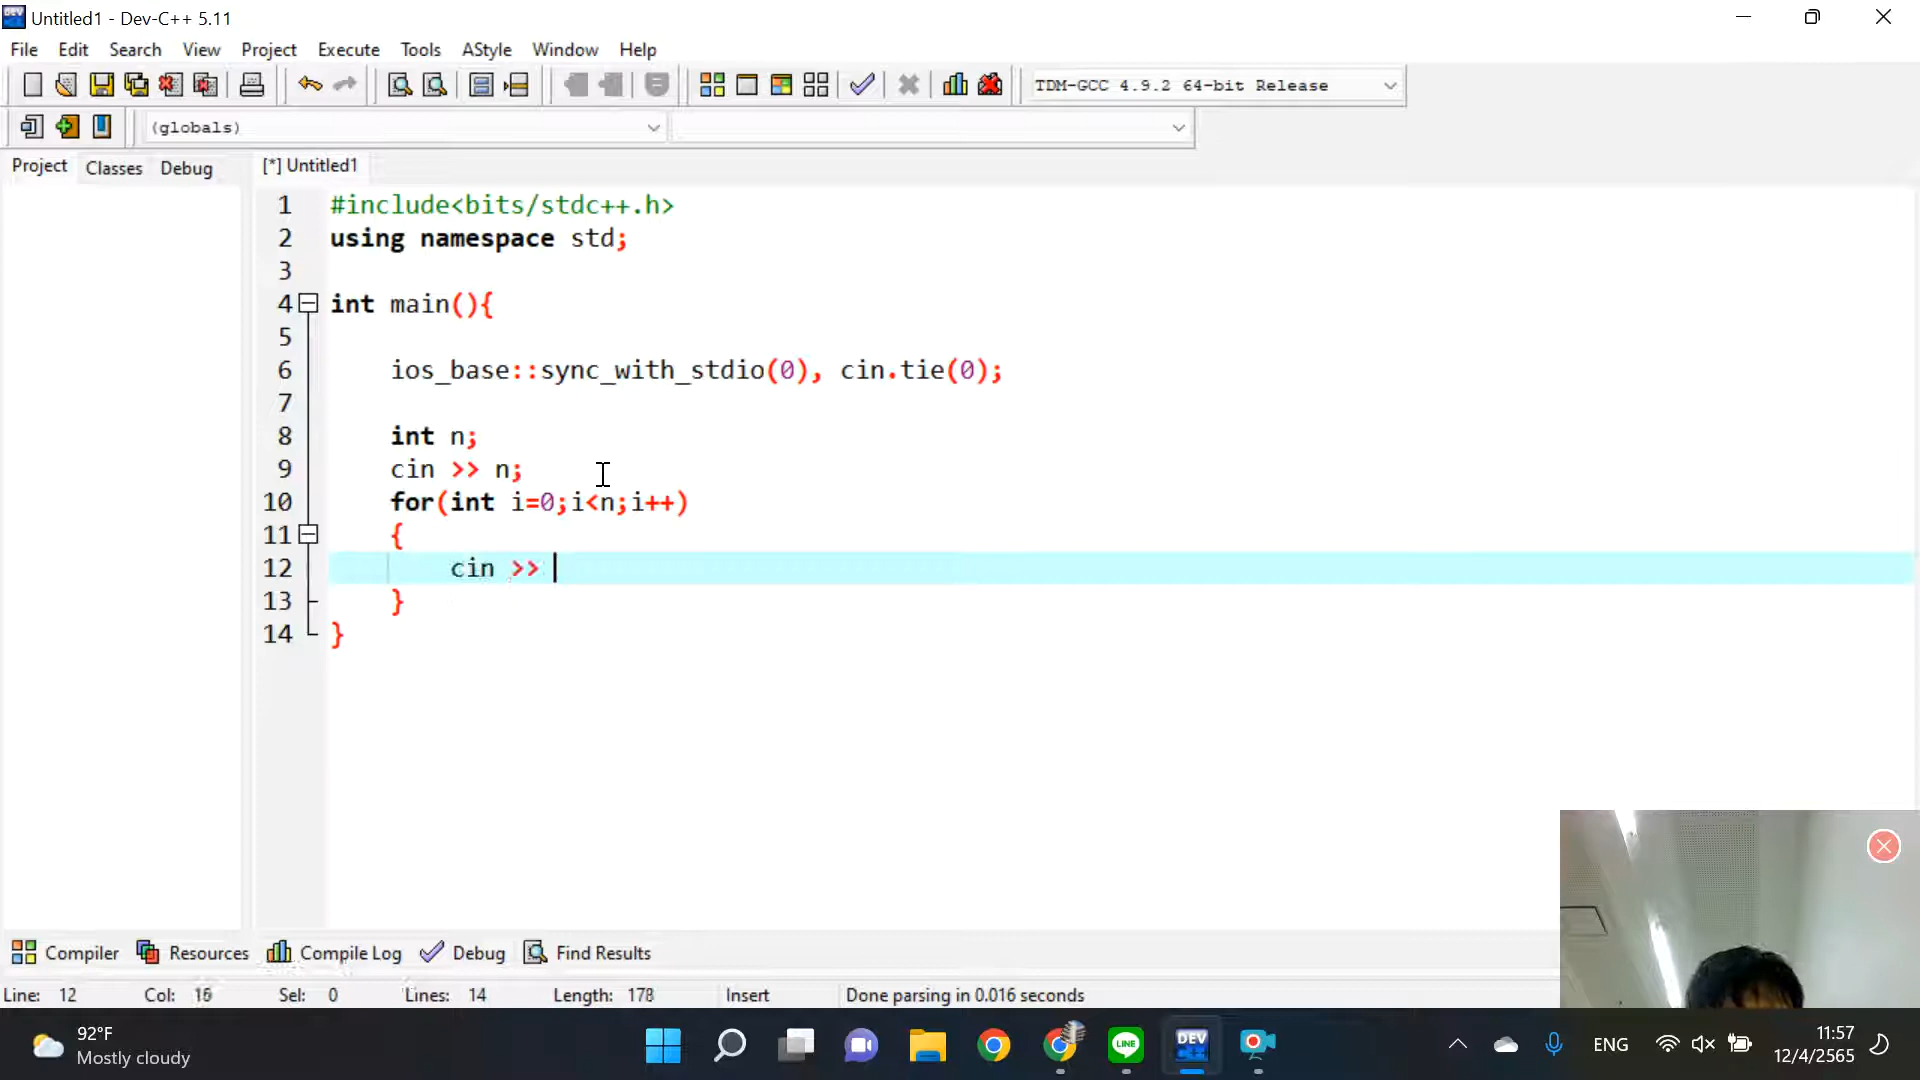 Untitled1 - Dev-C++ 5.11
File Edit Search View Project Execute Tools AStyle Window Help
TDM-GCC 4.9.2 64-bit Release
(globals)
Project Classes Debug [*] Untitled1
1 #include<bits/stdc++.h>
2 using namespace std;
3
4 int main(){
5
6 ios_base::sync_with_stdio(0), cin.tie(0);
7
8 int n;
9 cin >> n;
10 for(int i=0;i<n;i++)
11 {
12 cin >>
13 }
14 }
Compiler Resources Compile Log Debug Find Results
Line: 12 Col: 16 Sel: 0 Lines: 14 Length: 178 Insert Done parsing in 0.016 seconds
92°F
Mostly cloudy
LINE
DEV
C++
ENG
11:57
12/4/2565